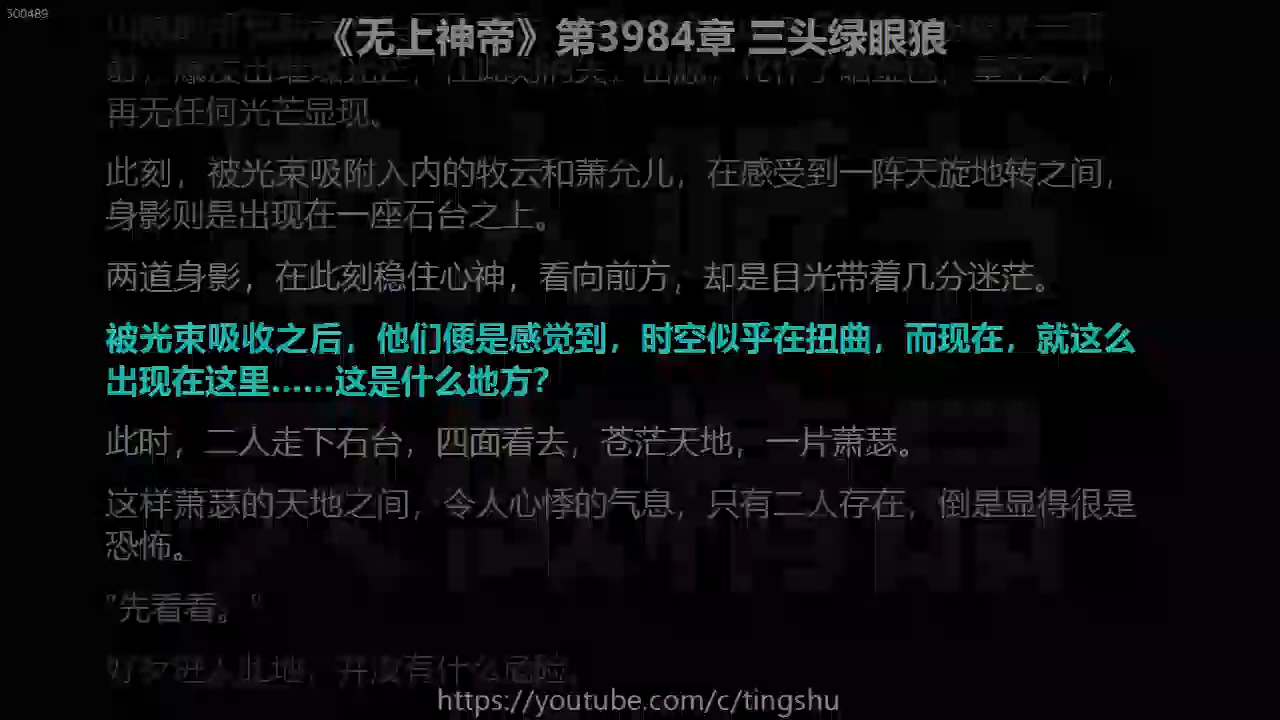 300489
《无上神帝》第3984章 三头绿眼狼
再无任何光芒显现。
此刻，被光束吸附入内的牧云和萧允儿，在感受到一阵天旋地转之间，
身影则是出现在一座石台之上。
两道身影，在此刻稳住心神，看向前方，却是目光带着几分迷茫。
被光束吸收之后，他们便是感觉到，时空似乎在扭曲，而现在，就这么
出现在这里……这是什么地方？
此时，二人走下石台，四面看去，苍茫天地，一片萧瑟。
这样萧瑟的天地之间，令人心悸的气息，只有二人存在，倒是显得很是
恐怖。
"先看看。"
地，并没有什么危险。
https://youtube.com/c/tingshu